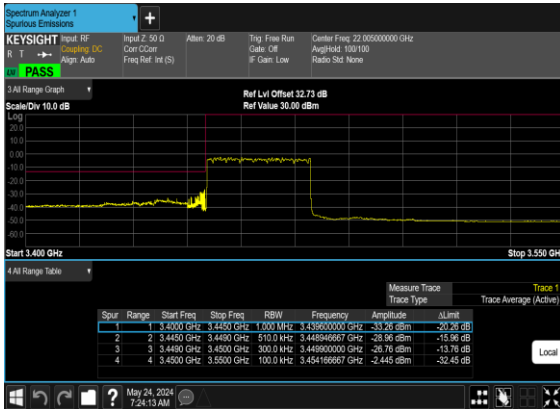 Spectrum Analyzer 1
Spurious Emissions
+
KEYSIGHT Input: RF Input Z: 50 Ω Atten: 20 dB Trig: Free Run Center Freq: 22.005000000 GHz
R T Coupling: DC Corr CCorr Gate: Off Avg|Hold: 100/100
Align: Auto Freq Ref: Int (S) IF Gain: Low Radio Std: None
LXI PASS
3 All Range Graph
Ref Lvl Offset 32.73 dB
Scale/Div 10.0 dB Ref Value 30.00 dBm
Log
20.0
10.0
0.00
-10.0
-20.0
-30.0
-40.0
-50.0
-60.0
Start 3.400 GHz Stop 3.550 GH
4 All Range Table
Measure Trace Trace 1
Trace Type Trace Average (Active)
Spur Range Start Freq Stop Freq RBW Frequency Amplitude ΔLimit
1 1 3.4000 GHz 3.4450 GHz 1.000 MHz 3.439600000 GHz -33.26 dBm -20.26 dB
2 2 3.4450 GHz 3.4490 GHz 510.0 kHz 3.448946667 GHz -28.96 dBm -15.96 dB
3 3 3.4490 GHz 3.4500 GHz 300.0 kHz 3.449900000 GHz -26.76 dBm -13.76 dB
4 4 3.4500 GHz 3.5500 GHz 100.0 kHz 3.454166667 GHz -2.445 dBm -32.45 dB
Local
? May 24, 2024
7:24:13 AM